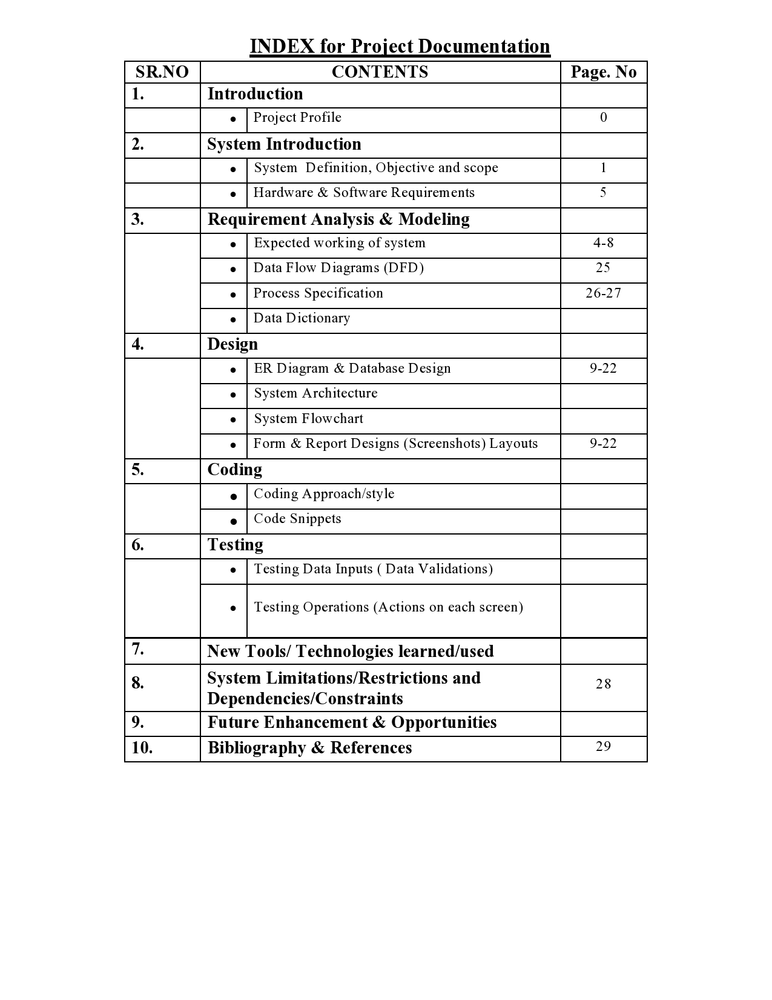 INDEX for Project Documentation
SR.NO CONTENTS Page. No
1. Introduction
• Project Profile 0
2. System Introduction
• System  Definition, Objective and scope 1
• Hardware & Software Requirements 5
3. Requirement Analysis & Modeling
• Expected working of system 4-8
• Data Flow Diagrams (DFD) 25
• Process Specification 26-27
• Data Dictionary
4. Design
• ER Diagram & Database Design 9-22
• System Architecture
• System Flowchart
• Form & Report Designs (Screenshots) Layouts 9-22
5. Coding
• Coding Approach/style
• Code Snippets
6. Testing
• Testing Data Inputs ( Data Validations)
• Testing Operations (Actions on each screen)
7. New Tools/ Technologies learned/used
8. System Limitations/Restrictions and
Dependencies/Constraints 28
9. Future Enhancement & Opportunities
10. Bibliography & References 29